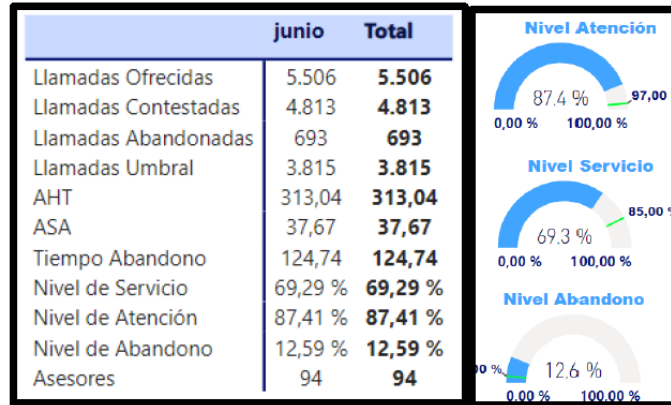 junio Total
Llamadas Ofrecidas 5.506 5.506
Llamadas Contestadas 4.813 4.813
Llamadas Abandonadas 693 693
Llamadas Umbral 3.815 3.815
AHT 313,04 313,04
ASA 37,67 37,67
Tiempo Abandono 124,74 124,74
Nivel de Servicio 69,29 % 69,29 %
Nivel de Atención 87,41 % 87,41 %
Nivel de Abandono 12,59 % 12,59 %
Asesores 94 94
Nivel Atención
87.4 %
97,00
0,00 % 100,00 %
Nivel Servicio
85,00 %
69.3 %
0,00 % 100,00 %
Nivel Abandono
12,6 %
0,00 % 100,00 %